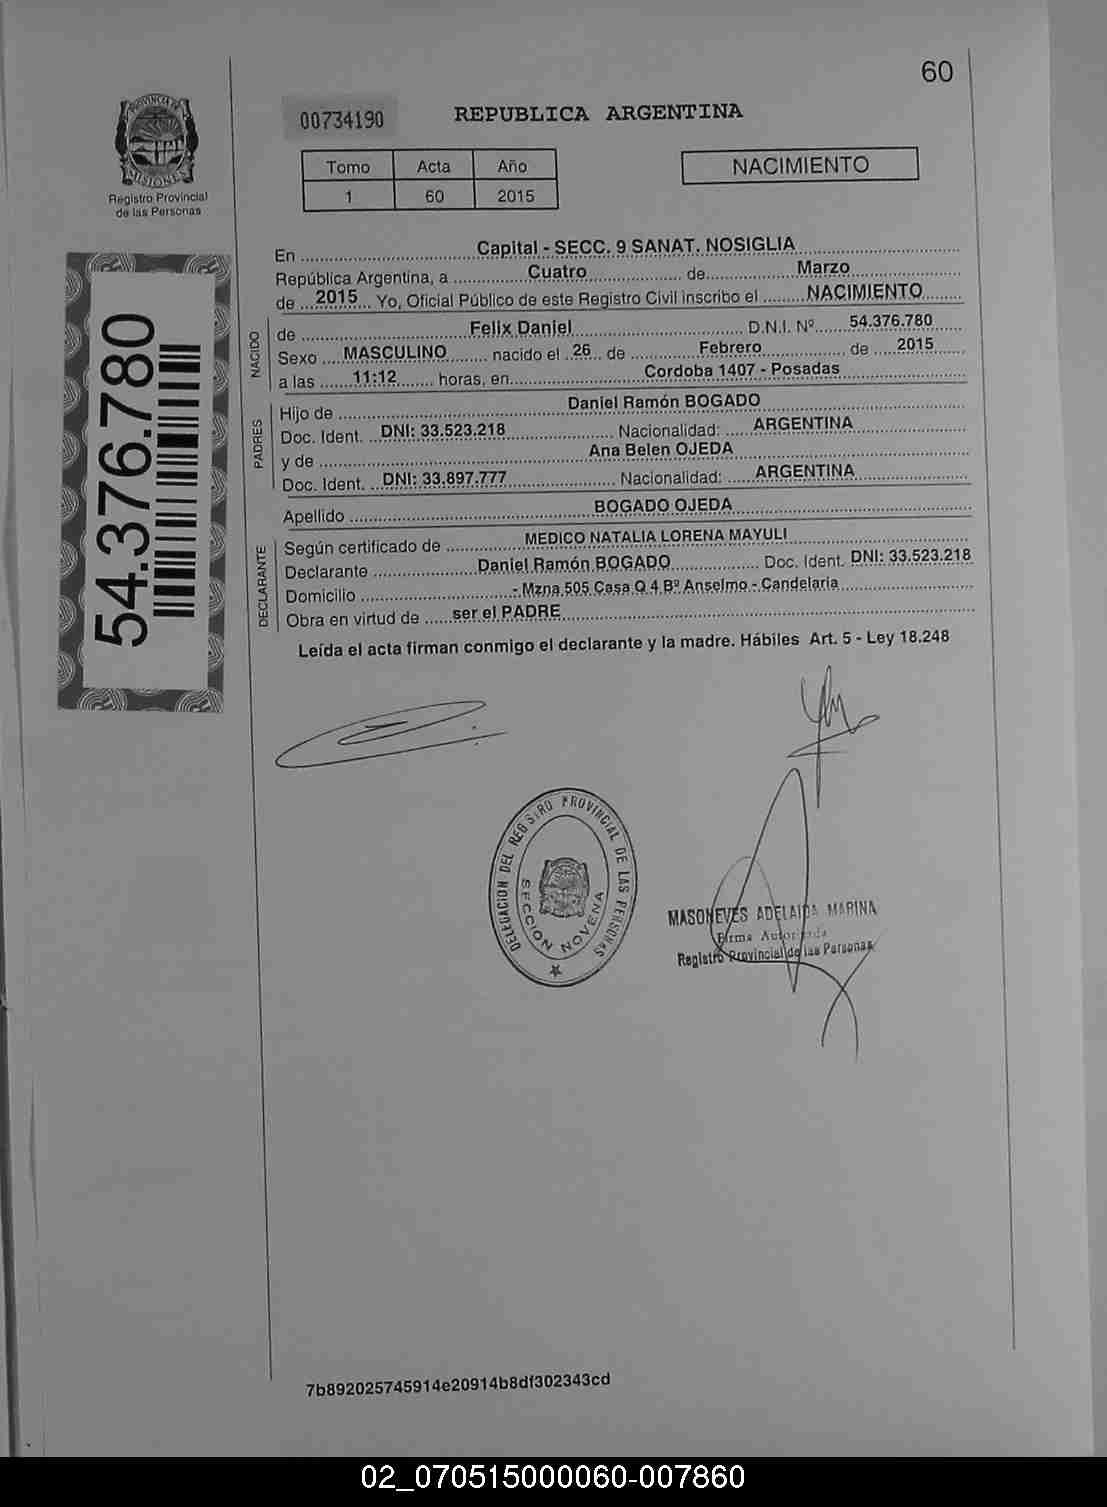 60
PROVINCIA DE
MISIONES
Registro Provincial
de las Personas
00734190
REPUBLICA ARGENTINA
Tomo Acta Año
1 60 2015
NACIMIENTO
54.376.780
En Capital - SECC. 9 SANAT. NOSIGLIA
República Argentina, a Cuatro de Marzo
de 2015 Yo, Oficial Público de este Registro Civil inscribo el NACIMIENTO
NACIDO
de Felix Daniel D.N.I. Nº 54.376.780
Sexo MASCULINO nacido el 26 de Febrero de 2015
a las 11:12 horas, en Cordoba 1407 - Posadas
PADRES
Hijo de Daniel Ramón BOGADO
Doc. Ident. DNI: 33.523.218 Nacionalidad: ARGENTINA
y de Ana Belen OJEDA
Doc. Ident. DNI: 33.897.777 Nacionalidad: ARGENTINA
Apellido BOGADO OJEDA
DECLARANTE
Según certificado de MEDICO NATALIA LORENA MAYULI
Declarante Daniel Ramón BOGADO Doc. Ident. DNI: 33.523.218
Domicilio - Mzna 505 Casa Q 4 Bº Anselmo - Candelaria
Obra en virtud de ser el PADRE
Leída el acta firman conmigo el declarante y la madre. Hábiles Art. 5 - Ley 18.248
DELEGACION DEL REGISTRO PROVINCIAL DE LAS PERSONAS
SECCION NOVENA
MASONEVES ADELAIDA MARINA
Firma Autorizada
Registro Provincial de las Personas
7b892025745914e20914b8df302343cd
02_070515000060-007860